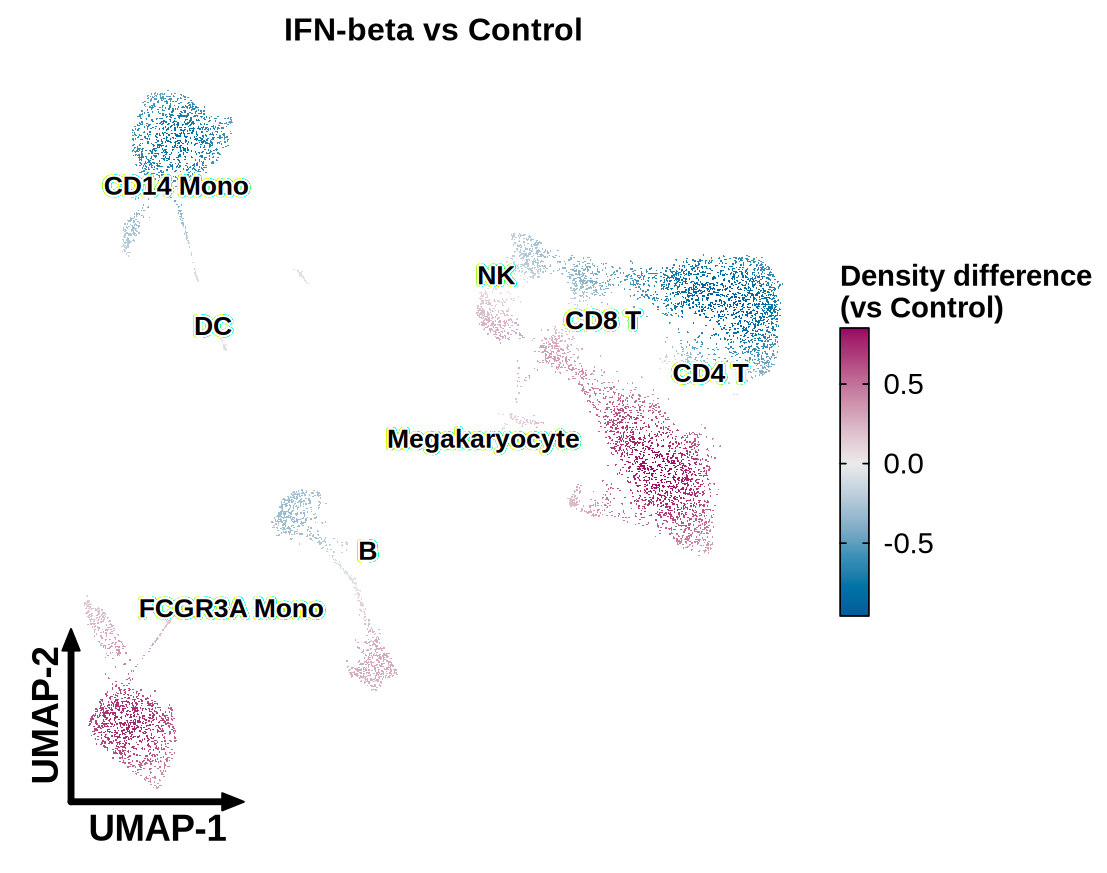 IFN-beta vs Control
CD14 Mono
NK
DC
CD8 T
CD4 T
Megakaryocyte
B
FCGR3A Mono
UMAP-2
UMAP-1
Density difference
(vs Control)
0.5
0.0
-0.5